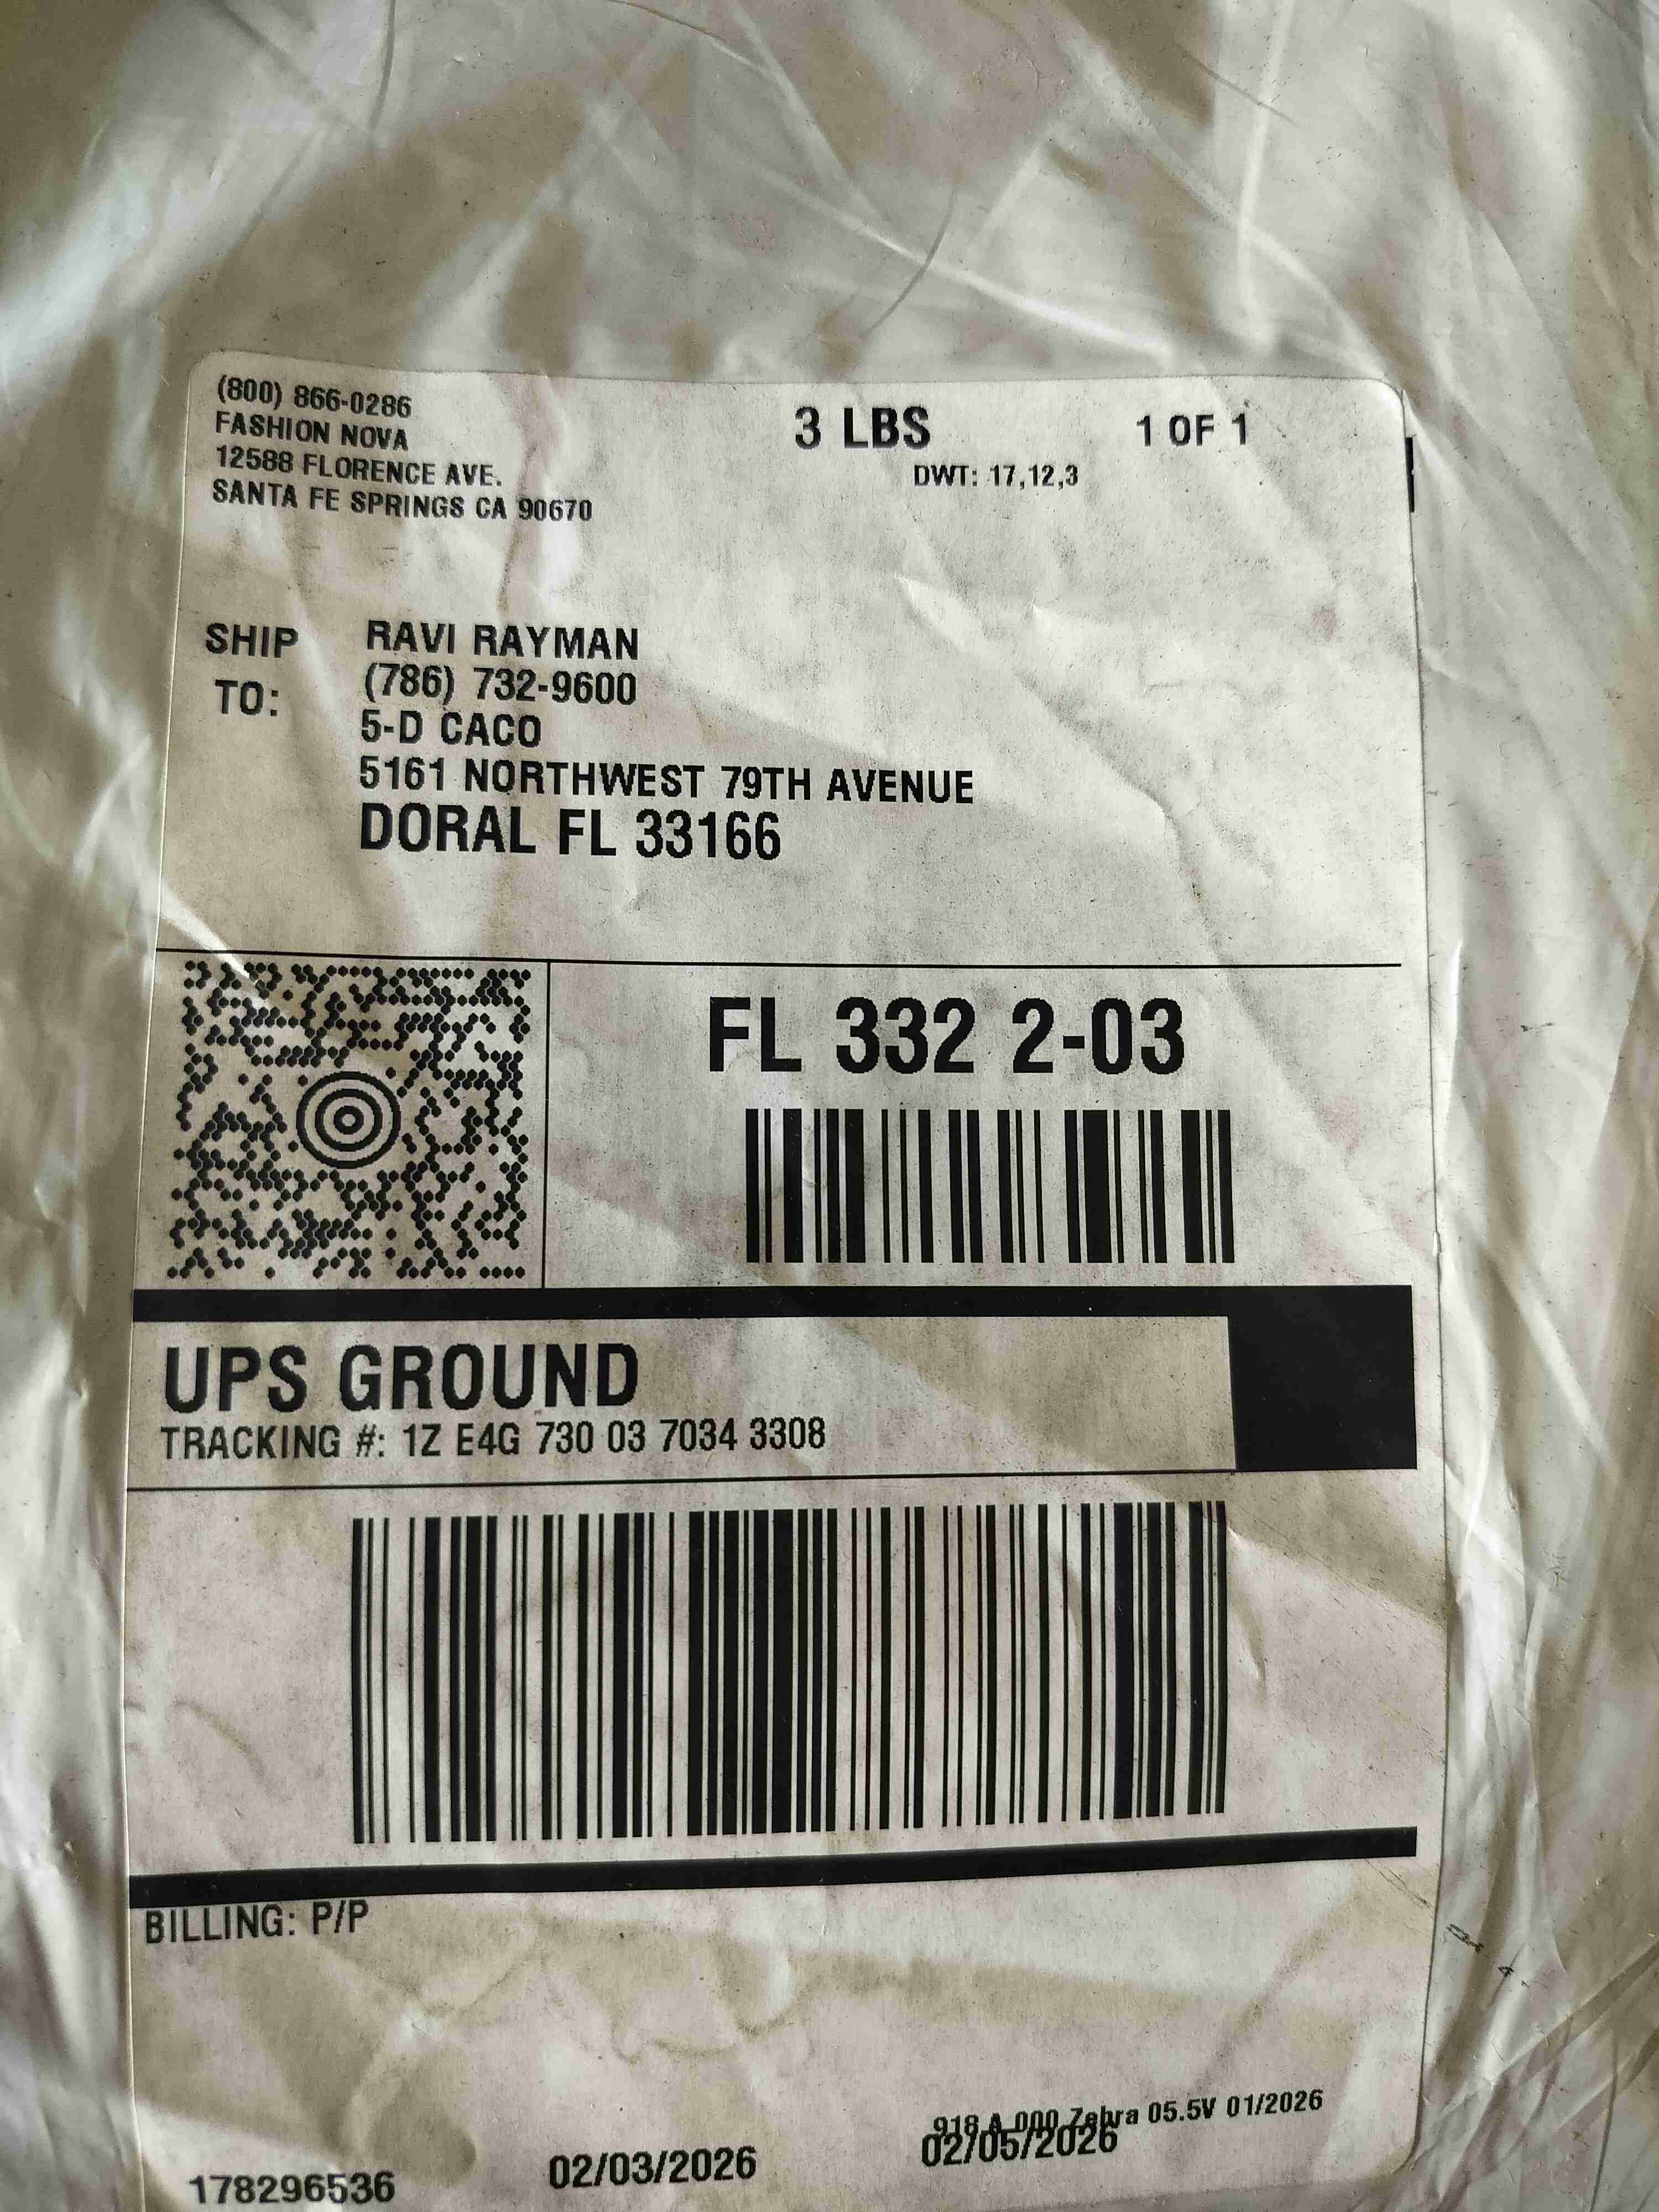 (800) 866-0286
FASHION NOVA
12588 FLORENCE AVE.
SANTA FE SPRINGS CA 90670
3 LBS
1 OF 1
DWT: 17,12,3
SHIP TO:
RAVI RAYMAN
(786) 732-9600
5-D CACO
5161 NORTHWEST 79TH AVENUE
DORAL FL 33166
FL 332 2-03
UPS GROUND
TRACKING #: 1Z E4G 730 03 7034 3308
BILLING: P/P
918 A 000 Zebra 05.5V 01/2026
178296536
02/03/2026
02/05/2026